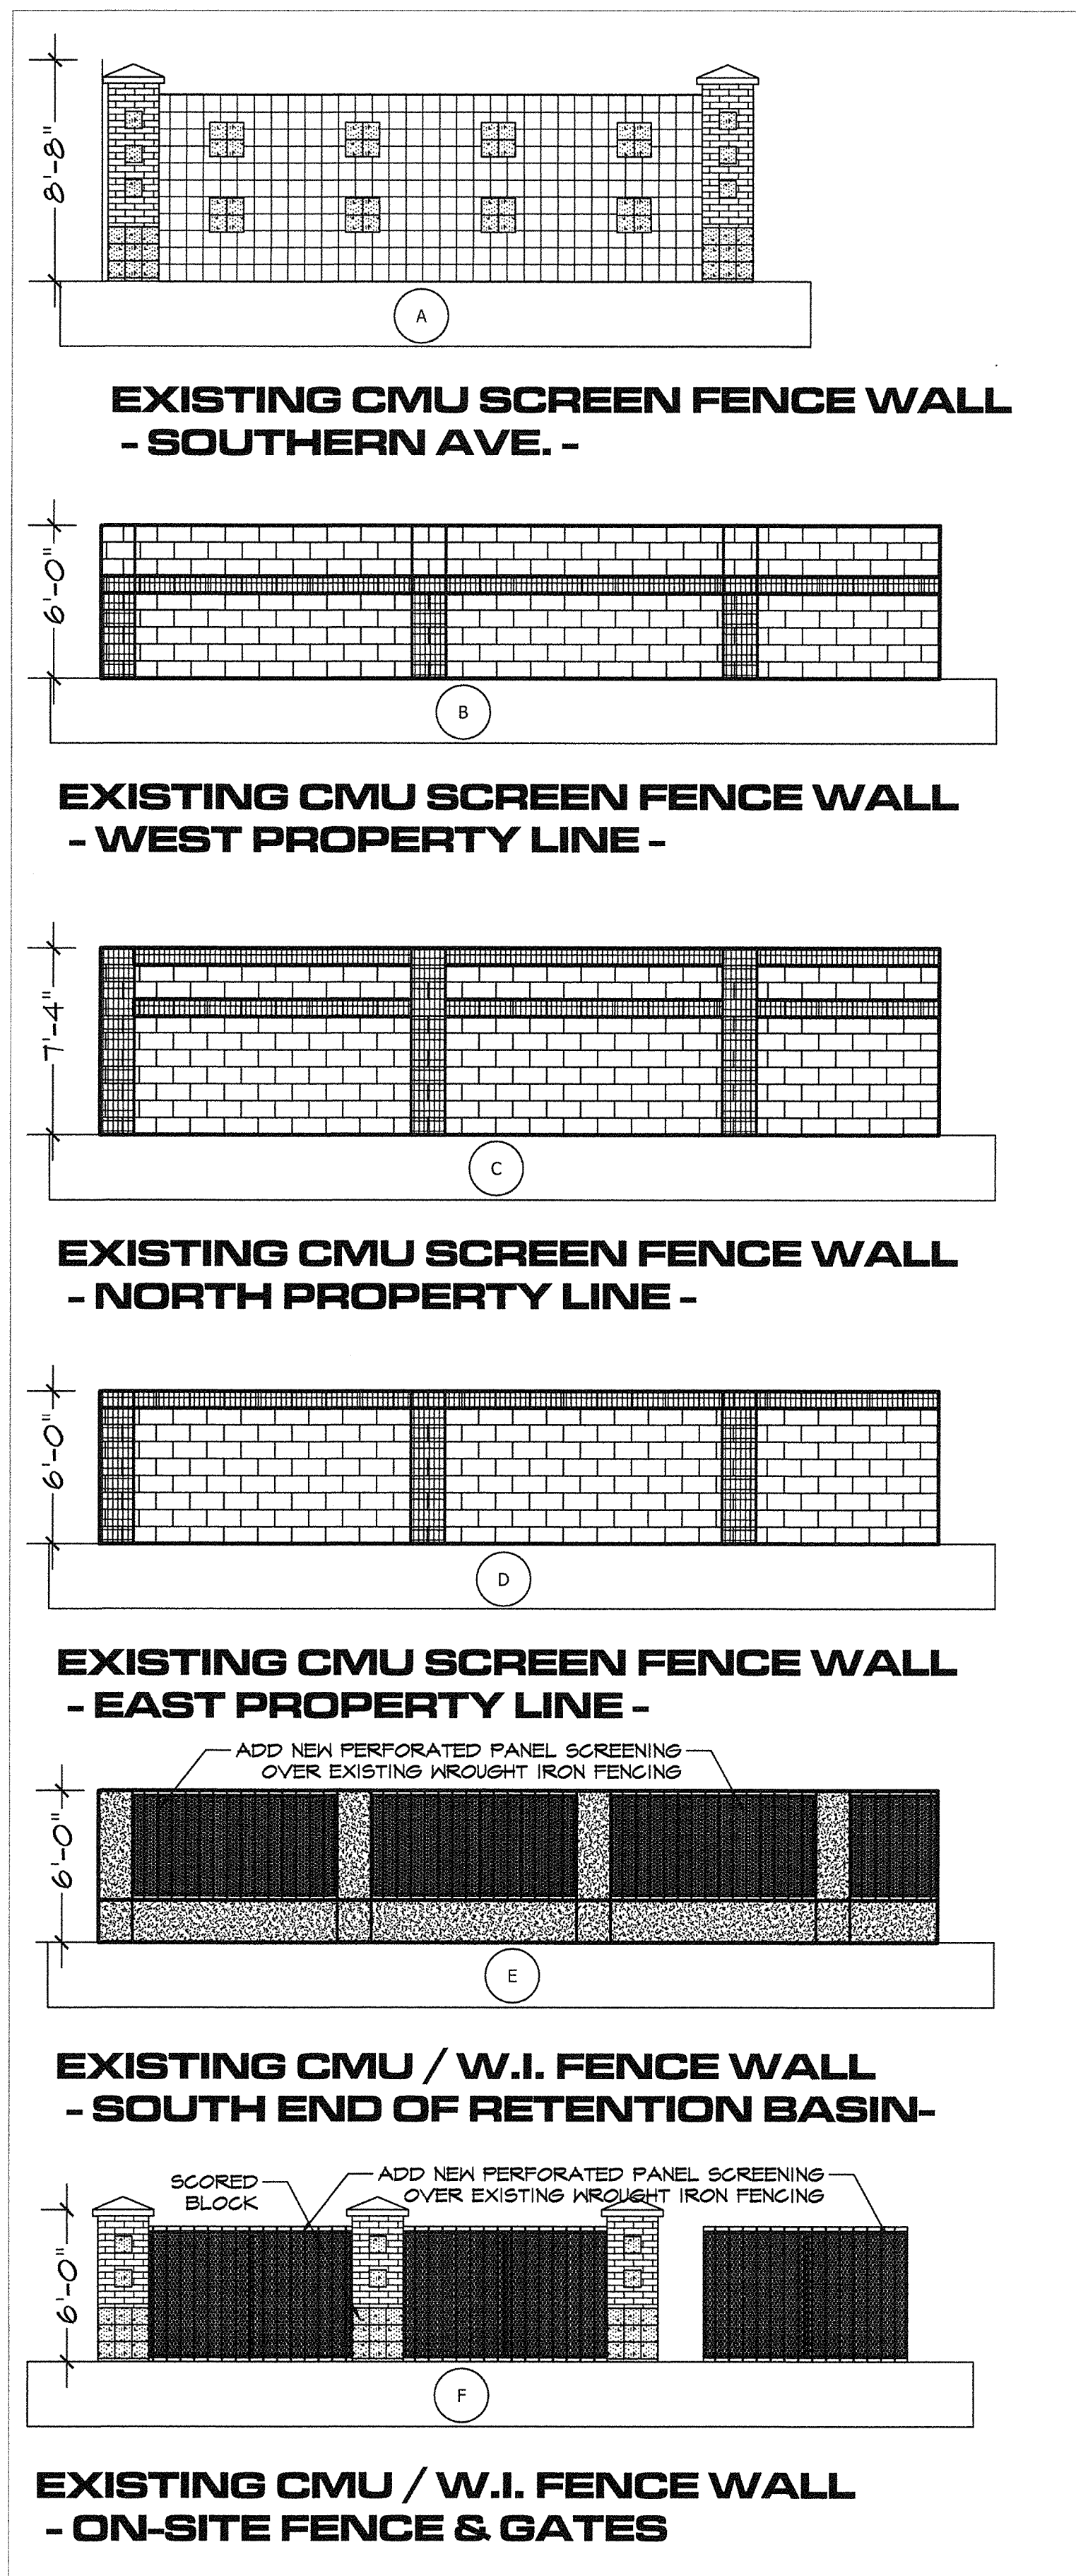 8'-8"
A
EXISTING CMU SCREEN FENCE WALL
- SOUTHERN AVE. -
6'-0"
B
EXISTING CMU SCREEN FENCE WALL
- WEST PROPERTY LINE -
7'-4"
C
EXISTING CMU SCREEN FENCE WALL
- NORTH PROPERTY LINE -
6'-0"
D
EXISTING CMU SCREEN FENCE WALL
- EAST PROPERTY LINE -
ADD NEW PERFORATED PANEL SCREENING
OVER EXISTING WROUGHT IRON FENCING
6'-0"
E
EXISTING CMU / W.I. FENCE WALL
- SOUTH END OF RETENTION BASIN-
SCORED
BLOCK
ADD NEW PERFORATED PANEL SCREENING
OVER EXISTING WROUGHT IRON FENCING
6'-0"
F
EXISTING CMU / W.I. FENCE WALL
- ON-SITE FENCE & GATES